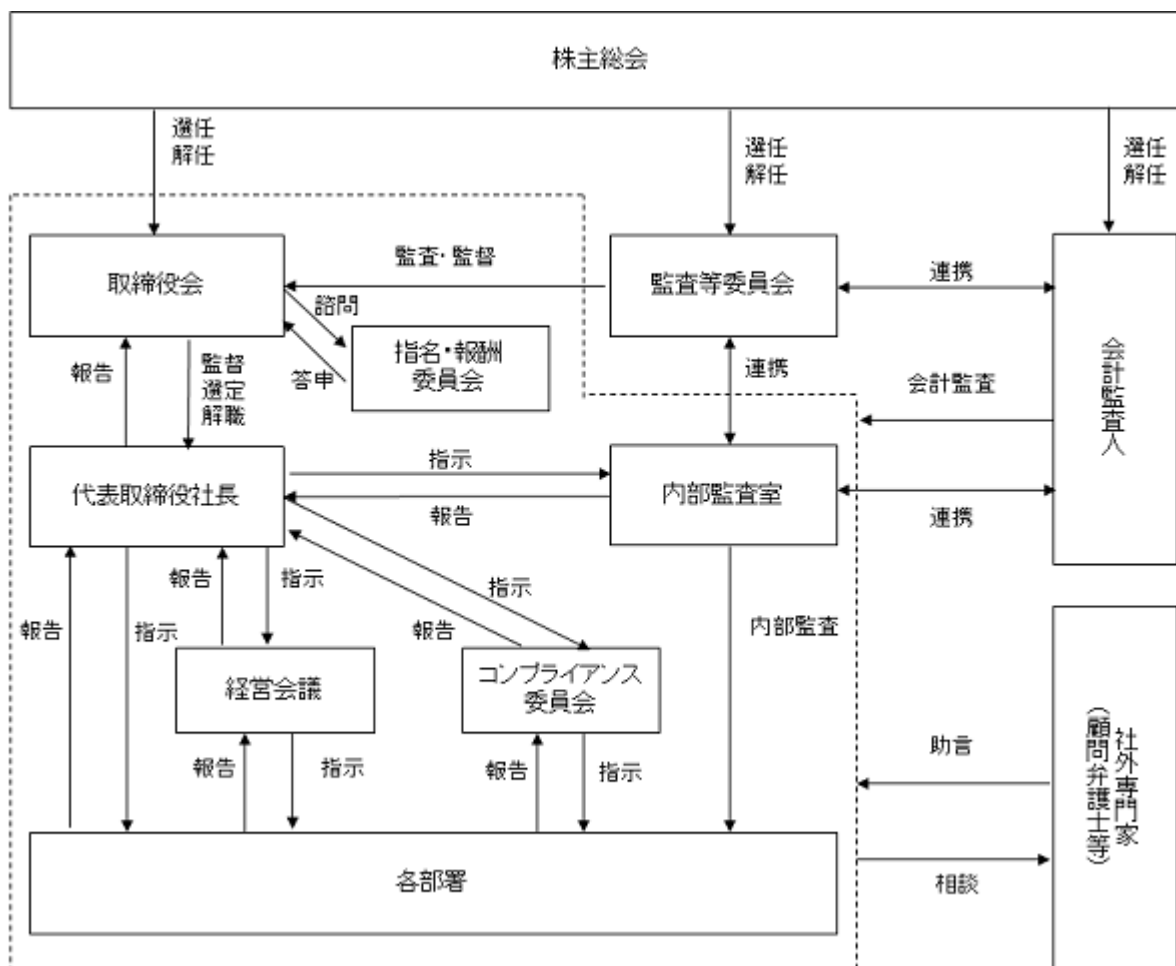 株主総会
選任
解任
選任
解任
選任
解任
取締役会
監査・監督
監査等委員会
連携
会計監査人
諮問
指名・報酬
委員会
答申
報告
監督
選定
解職
連携
会計監査
代表取締役社長
指示
報告
内部監査室
連携
報告
指示
報告
指示
指示
報告
内部監査
経営会議
コンプライアンス
委員会
報告
指示
報告
指示
助言
社外専門家
(顧問弁護士等)
各部署
相談